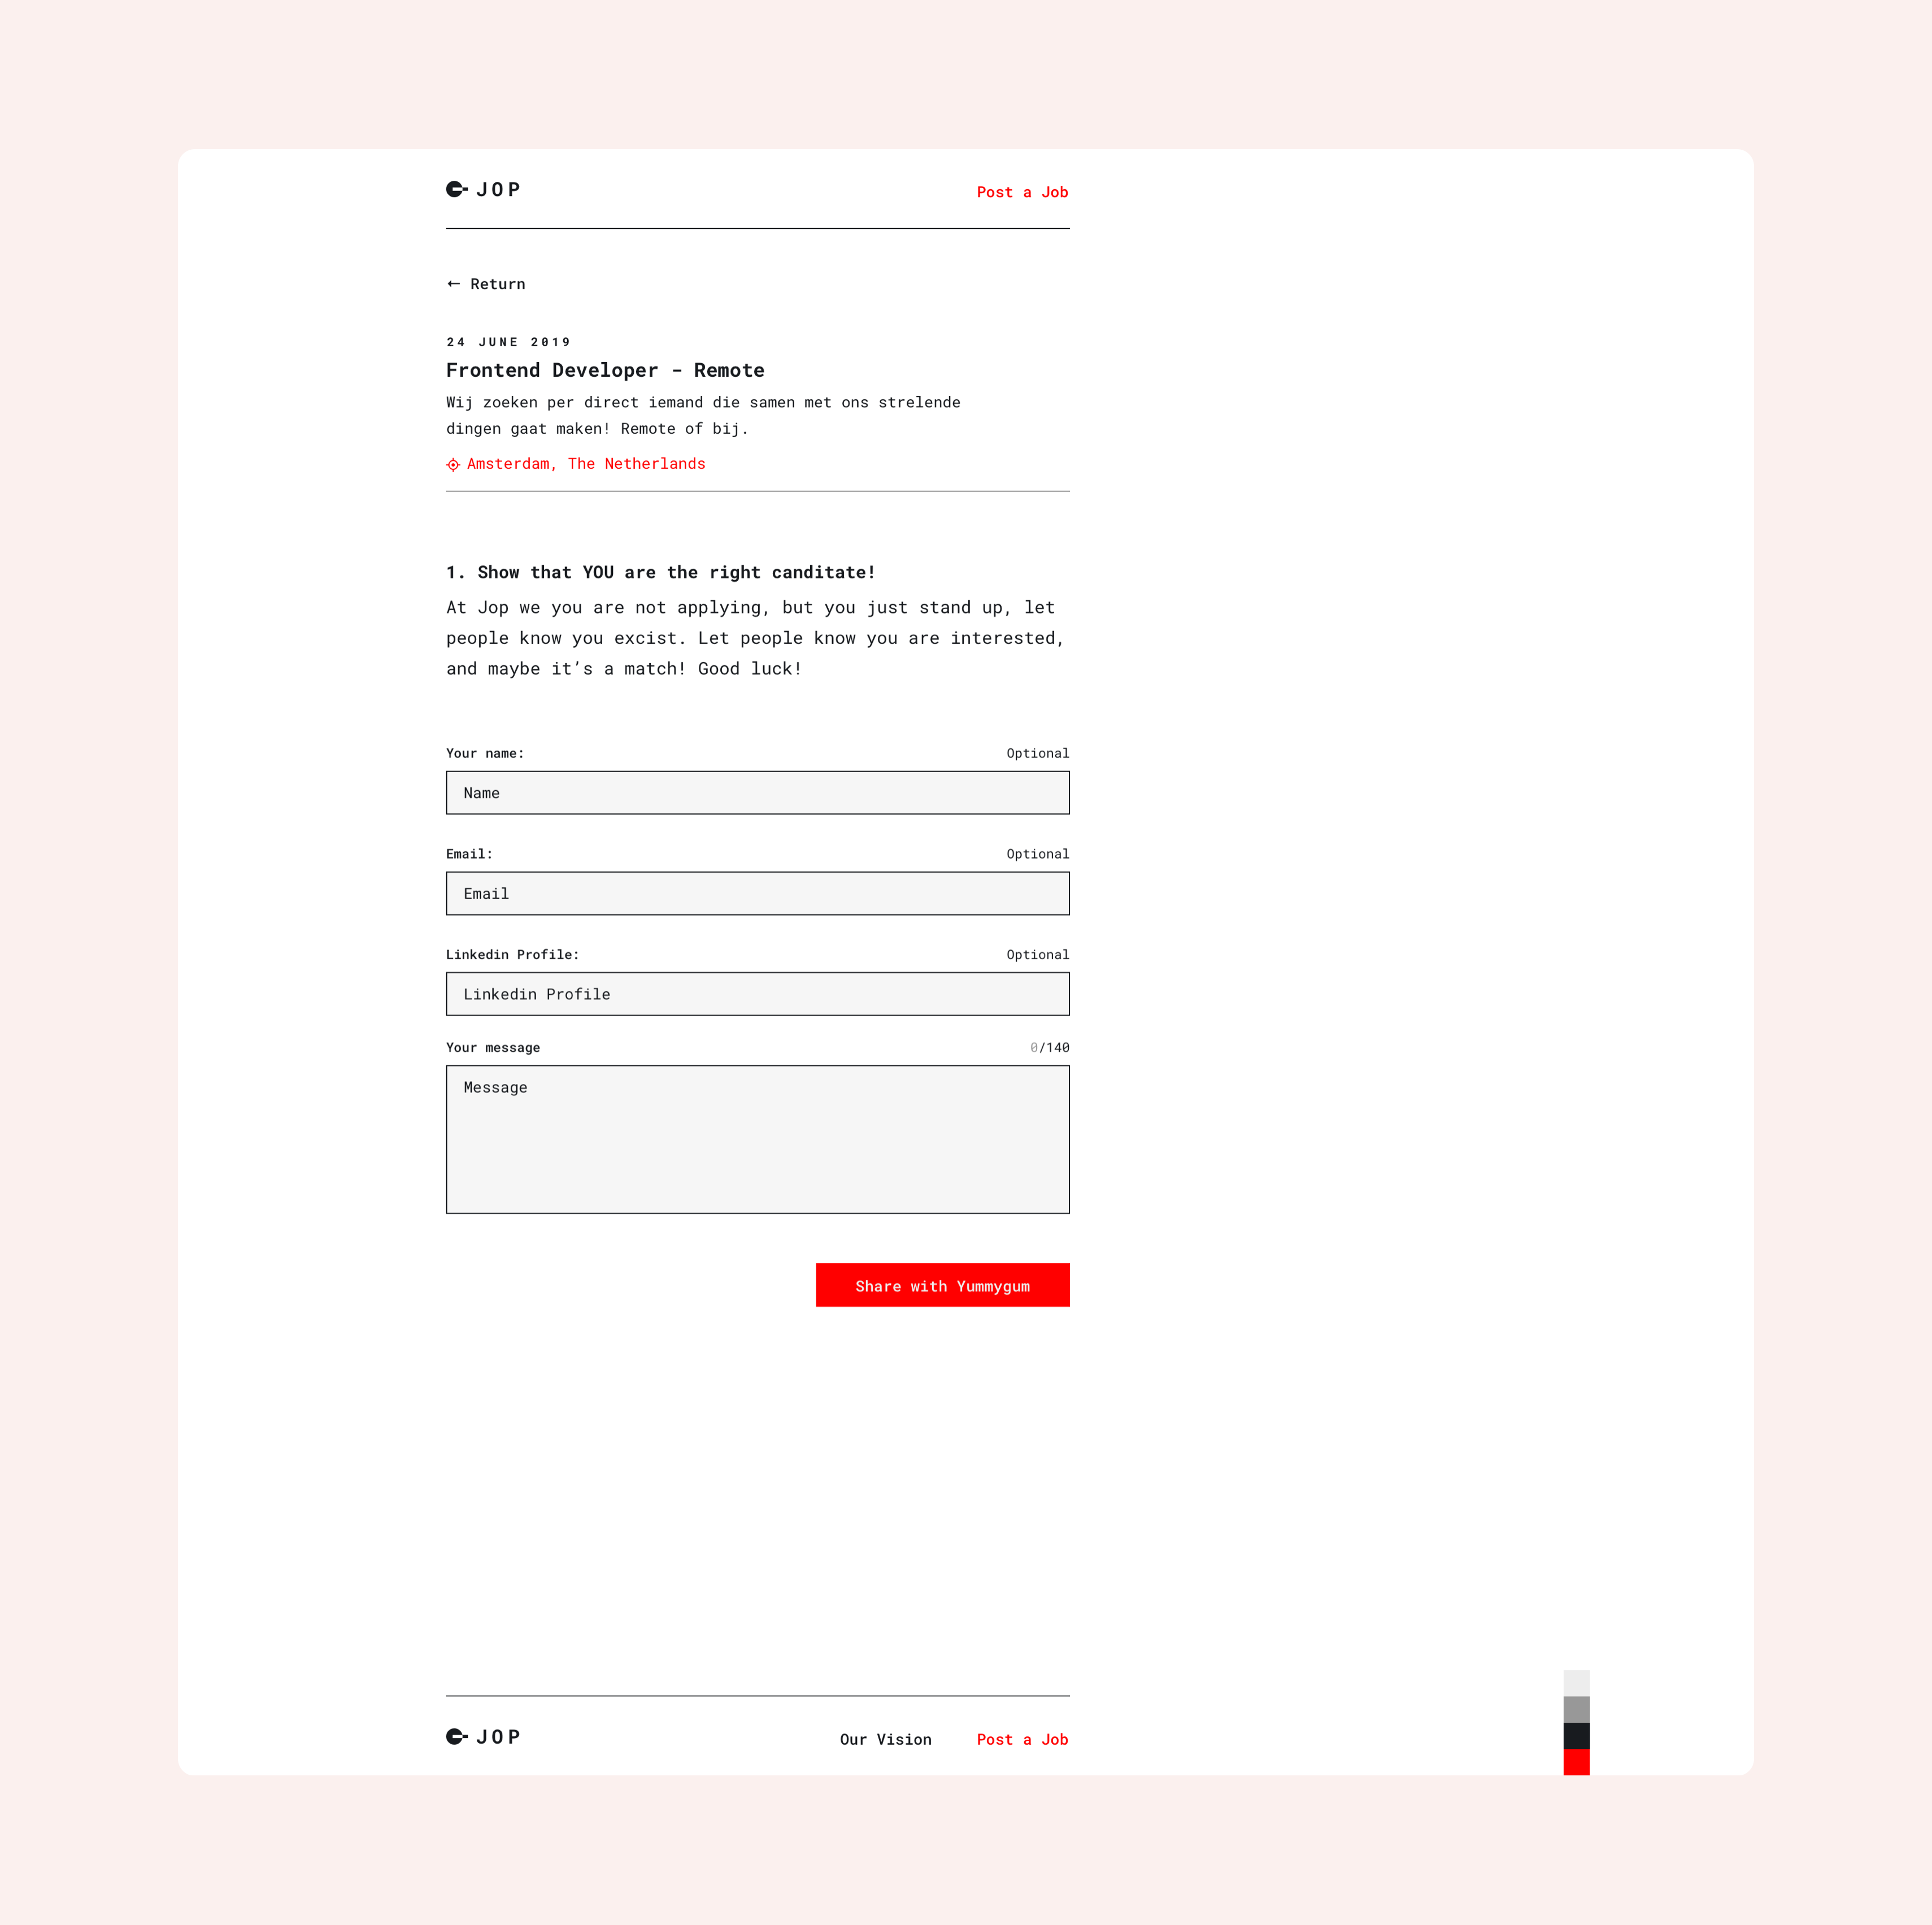 JOP
Post a Job
← Return
24 JUNE 2019
Frontend Developer - Remote
Wij zoeken per direct iemand die samen met ons strelende
dingen gaat maken! Remote of bij.
Amsterdam, The Netherlands
1. Show that YOU are the right canditate!
At Jop we you are not applying, but you just stand up, let
people know you excist. Let people know you are interested,
and maybe it’s a match! Good luck!
Your name: Optional
Name
Email: Optional
Email
Linkedin Profile: Optional
Linkedin Profile
Your message 0/140
Message
Share with Yummygum
JOP
Our Vision
Post a Job